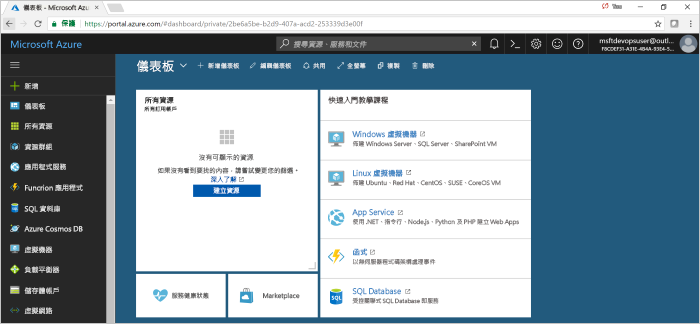 儀表板 - Microsoft Azure
保護
https://portal.azure.com/#dashboard/private/2be6a5be-b2d9-407a-acd2-253339d3e00f
Microsoft Azure
搜尋資源、服務和文件
msftdevopsuser@outl...
儀表板
新增儀表板
編輯儀表板
共用
全螢幕
複製
刪除
新增
儀表板
所有資源
資源群組
應用程式服務
Function 應用程式
SQL 資料庫
Azure Cosmos DB
虛擬機器
負載平衡器
儲存體帳戶
虛擬網路
所有資源
所有訂用帳戶
沒有可顯示的資源
如果沒有看到要找的內容，請嘗試變更您的篩選。
深入了解
建立資源
服務健康狀態
Marketplace
快速入門教學課程
Windows 虛擬機器
佈建 Windows Server、SQL Server、SharePoint VM
Linux 虛擬機器
佈建 Ubuntu、Red Hat、CentOS、SUSE、CoreOS VM
App Service
使用 .NET、指令行、Node.js、Python 及 PHP 建立 Web Apps
函式
以無伺服器程式碼架構處理事件
SQL Database
受控關聯式 SQL Database 即服務